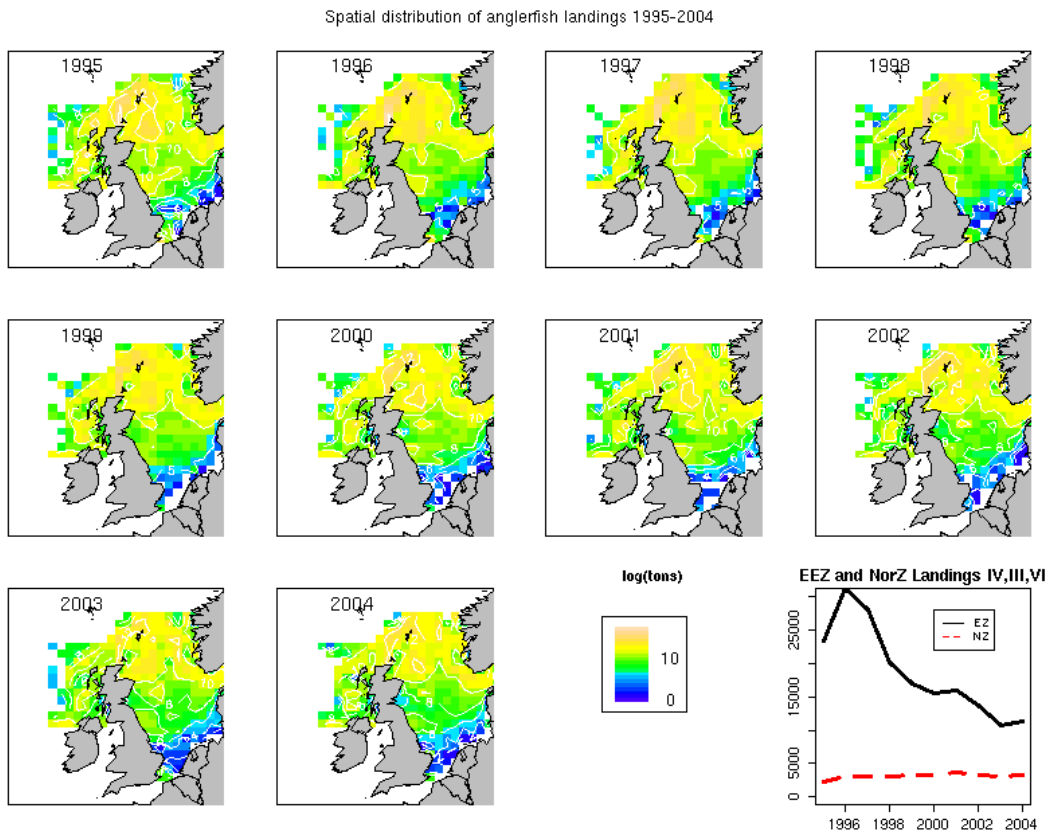 Spatial distribution of anglerfish landings 1995-2004
1995
1996
1997
1998
1999
2000
2001
2002
2003
2004
log(tons)
10
0
EEZ and NorZ Landings IV,III,VI
EZ
NZ
25000
15000
5000
0
1996 1998 2000 2002 2004